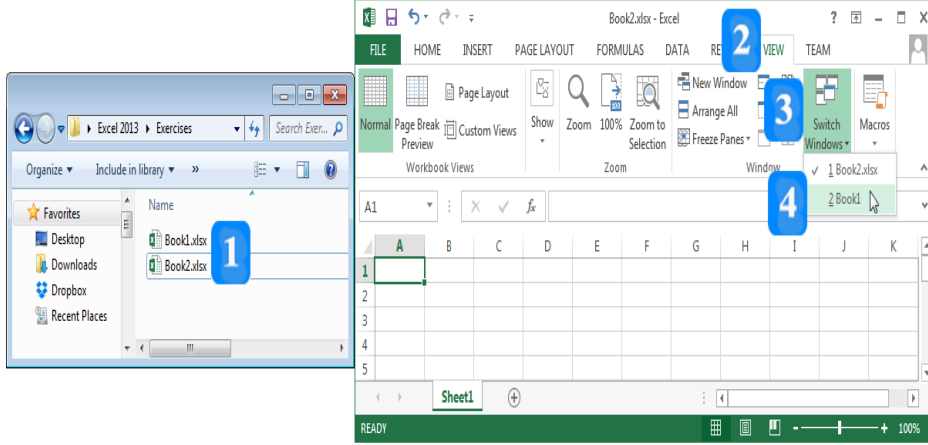 Excel 2013 Exercises Search Exer...
Organize Include in library »
Favorites
Desktop
Downloads
Dropbox
Recent Places
Name
Book1.xlsx
Book2.xlsx
1
Book2.xlsx - Excel
FILE HOME INSERT PAGE LAYOUT FORMULAS DATA RE 2 VIEW TEAM
Normal
Page Break
Preview
Page Layout
Custom Views
Workbook Views
Show
Zoom
100%
Zoom to
Selection
Zoom
New Window
Arrange All
Freeze Panes
3
Switch
Windows
Window
Macros
1 Book2.xlsx
2 Book1
4
A1
fx
A B C D E F G H I J K
1
2
3
4
5
Sheet1
READY
100%